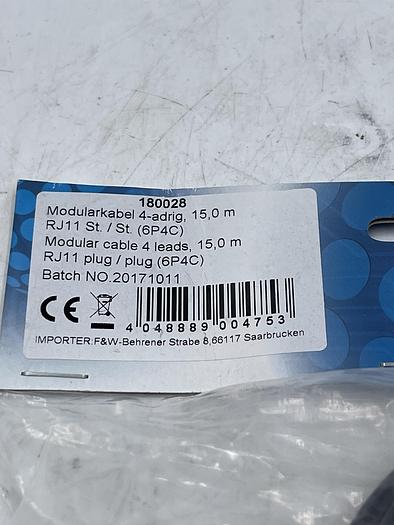 180028
Modularkabel 4-adrig, 15,0 m
RJ11 St. / St. (6P4C)
Modular cable 4 leads, 15,0 m
RJ11 plug / plug (6P4C)
Batch NO.20171011
CE
4 048889 004753
IMPORTER:F&W-Behrener Strabe 8,66117 Saarbrucken